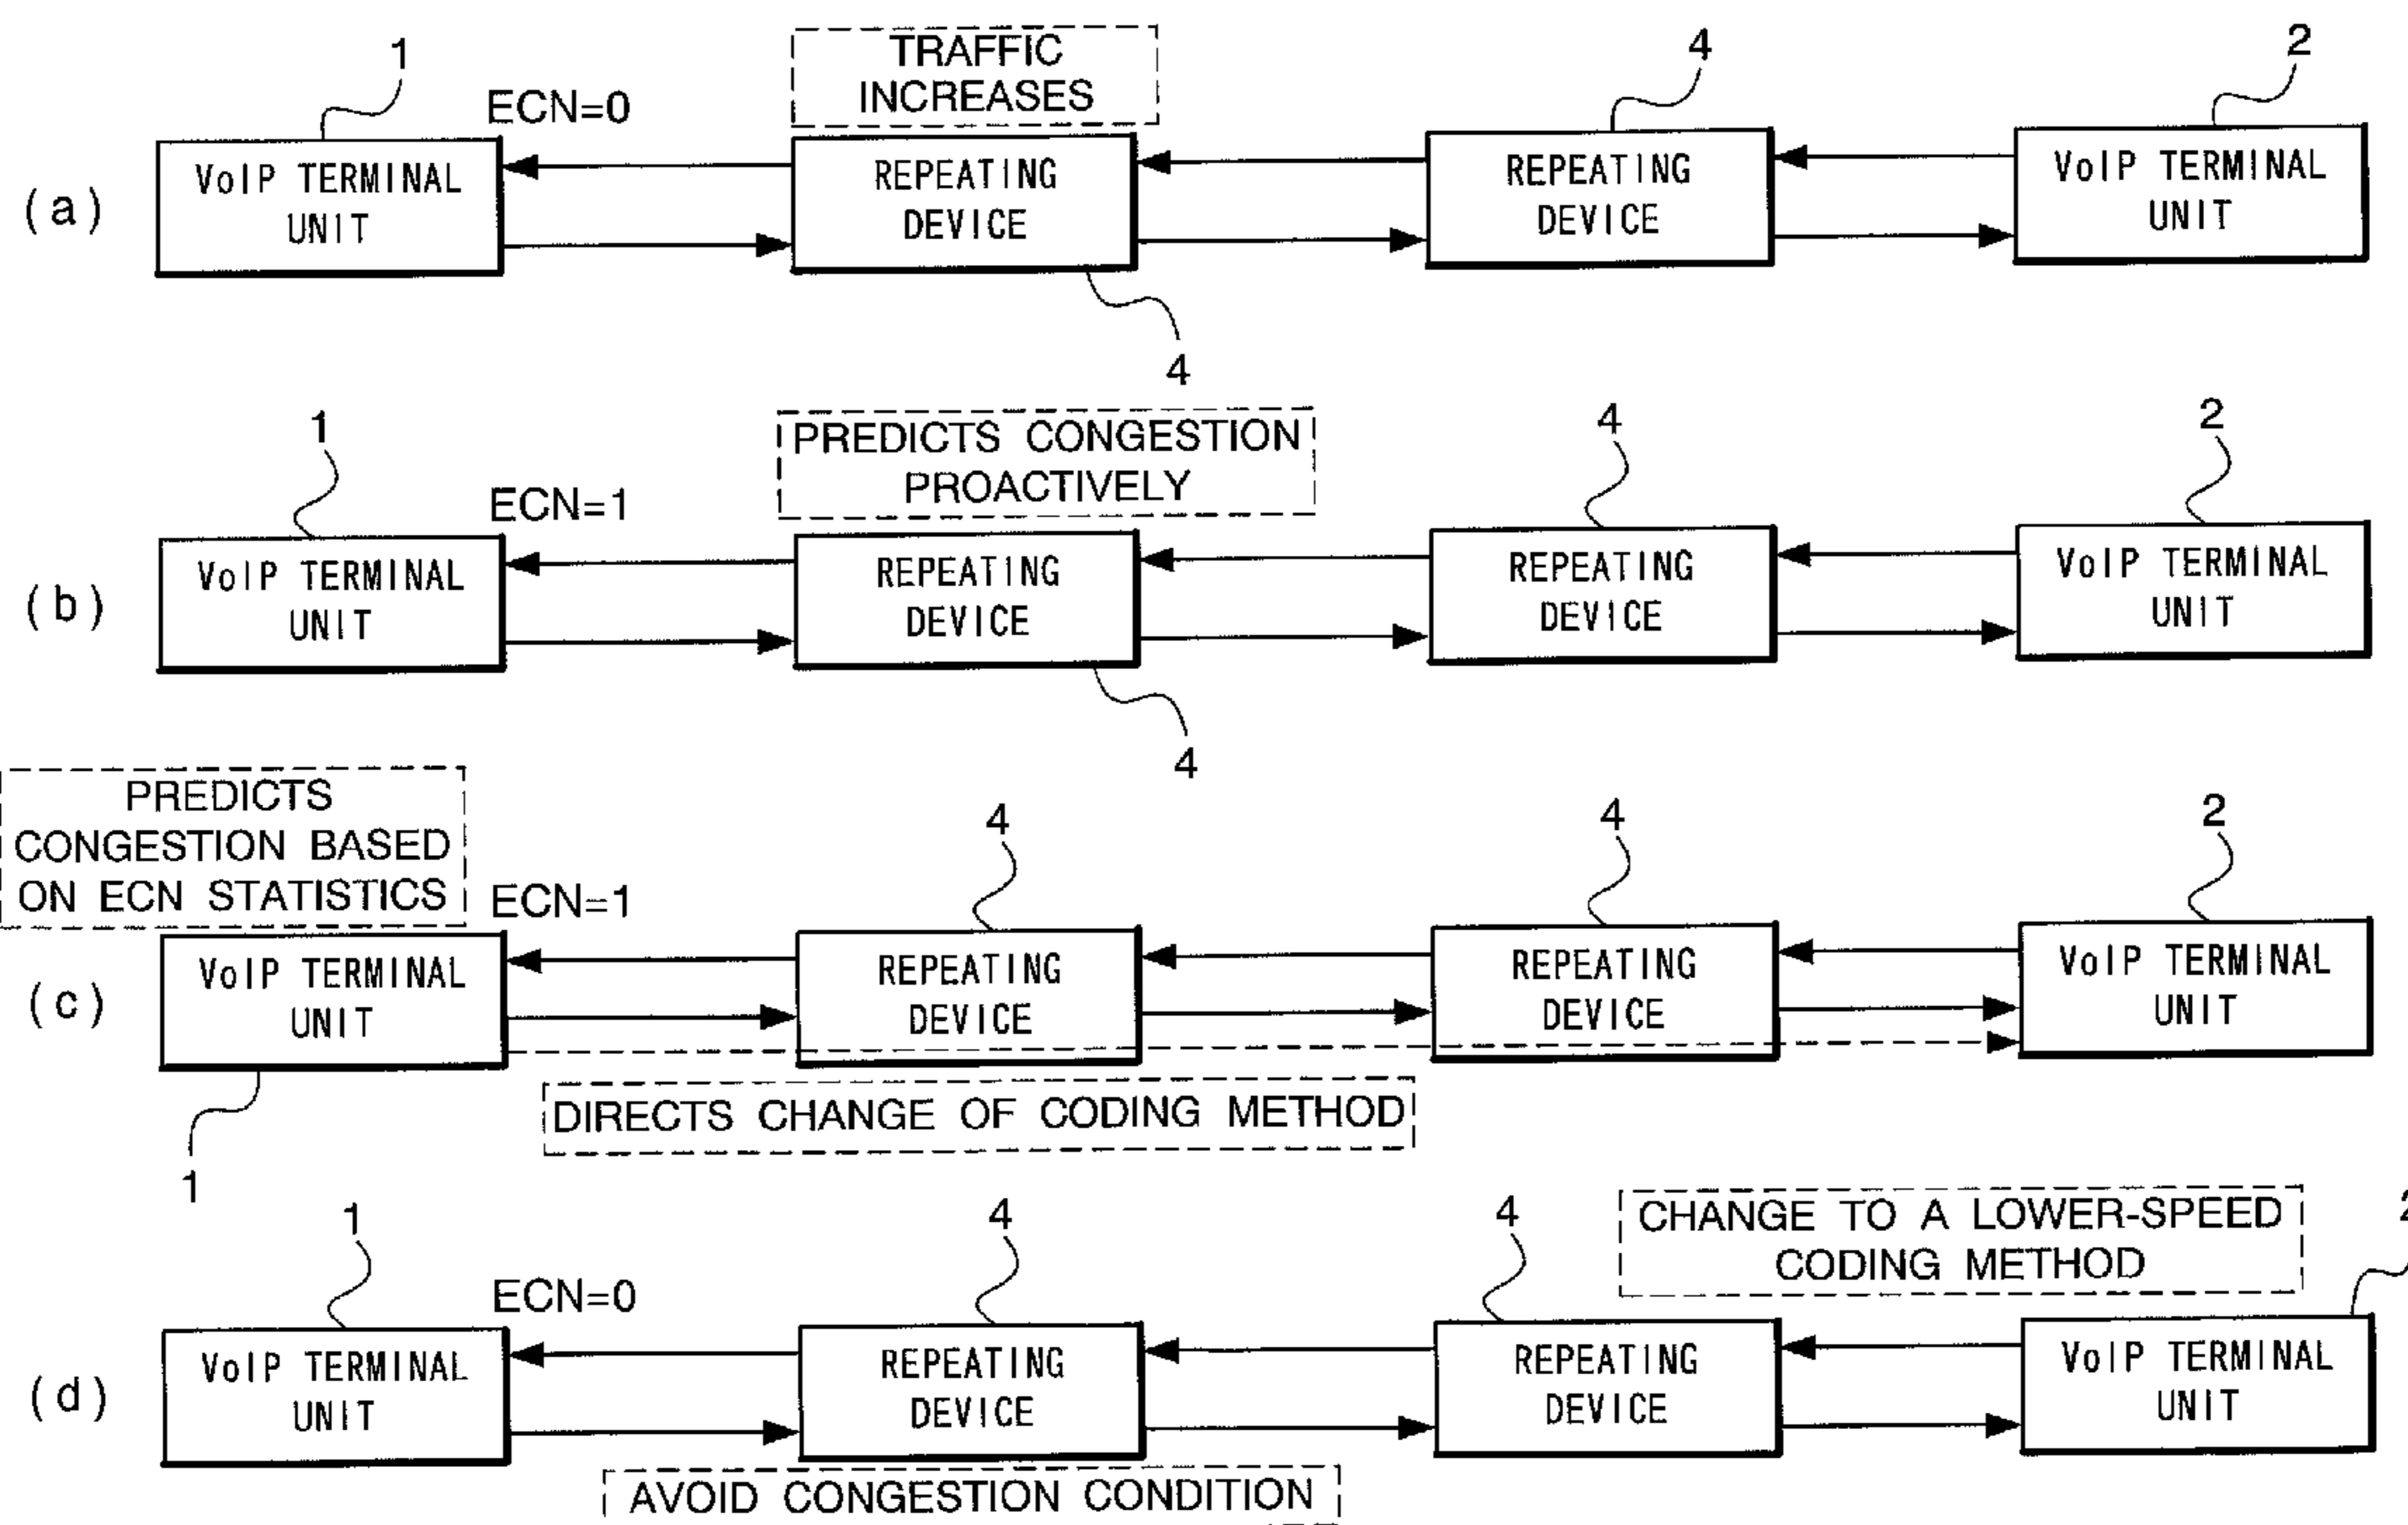 1
TRAFFIC
INCREASES
4
2
ECN=0
(a)
VoIP TERMINAL
UNIT
REPEATING
DEVICE
REPEATING
DEVICE
VoIP TERMINAL
UNIT
4
1
PREDICTS CONGESTION
PROACTIVELY
4
2
ECN=1
(b)
VoIP TERMINAL
UNIT
REPEATING
DEVICE
REPEATING
DEVICE
VoIP TERMINAL
UNIT
4
PREDICTS
CONGESTION BASED
ON ECN STATISTICS
4
4
2
ECN=1
(c)
VoIP TERMINAL
UNIT
REPEATING
DEVICE
REPEATING
DEVICE
VoIP TERMINAL
UNIT
DIRECTS CHANGE OF CODING METHOD
1
1
4
4
CHANGE TO A LOWER-SPEED
CODING METHOD
2
ECN=0
(d)
VoIP TERMINAL
UNIT
REPEATING
DEVICE
REPEATING
DEVICE
VoIP TERMINAL
UNIT
AVOID CONGESTION CONDITION